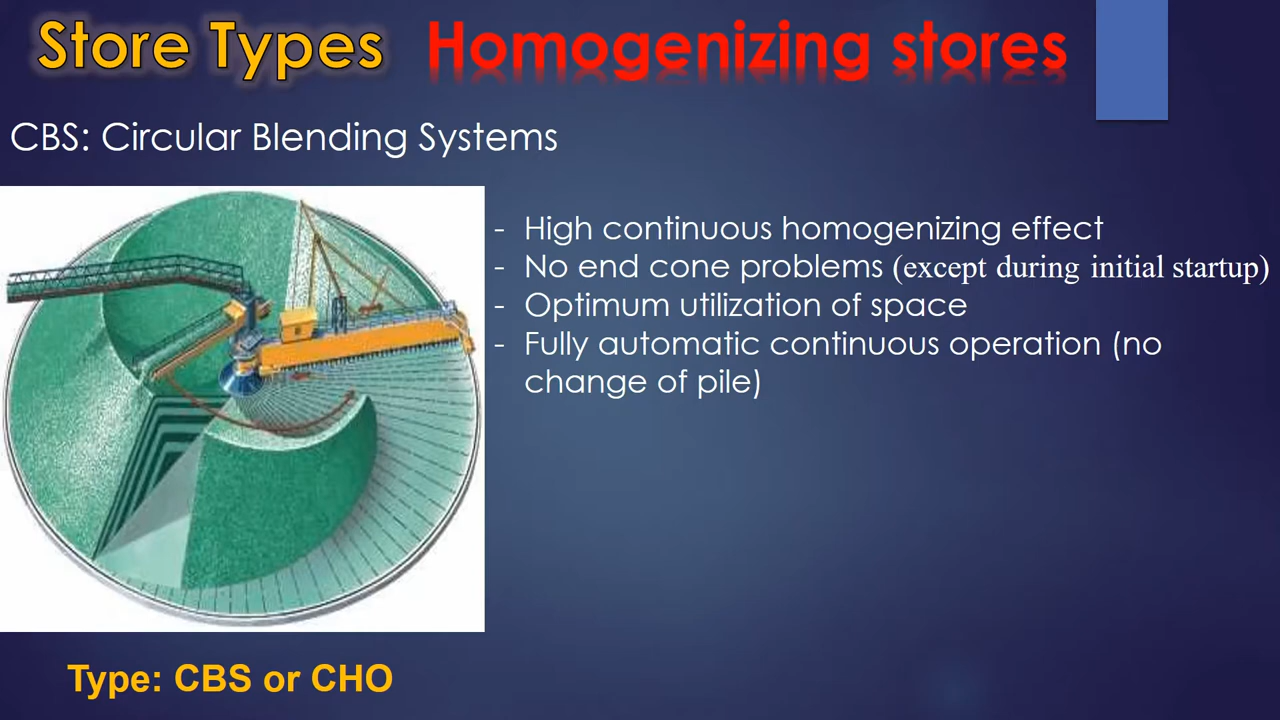 Store Types Homogenizing stores
CBS: Circular Blending Systems
- High continuous homogenizing effect
- No end cone problems (except during initial startup)
- Optimum utilization of space
- Fully automatic continuous operation (no
change of pile)
Type: CBS or CHO